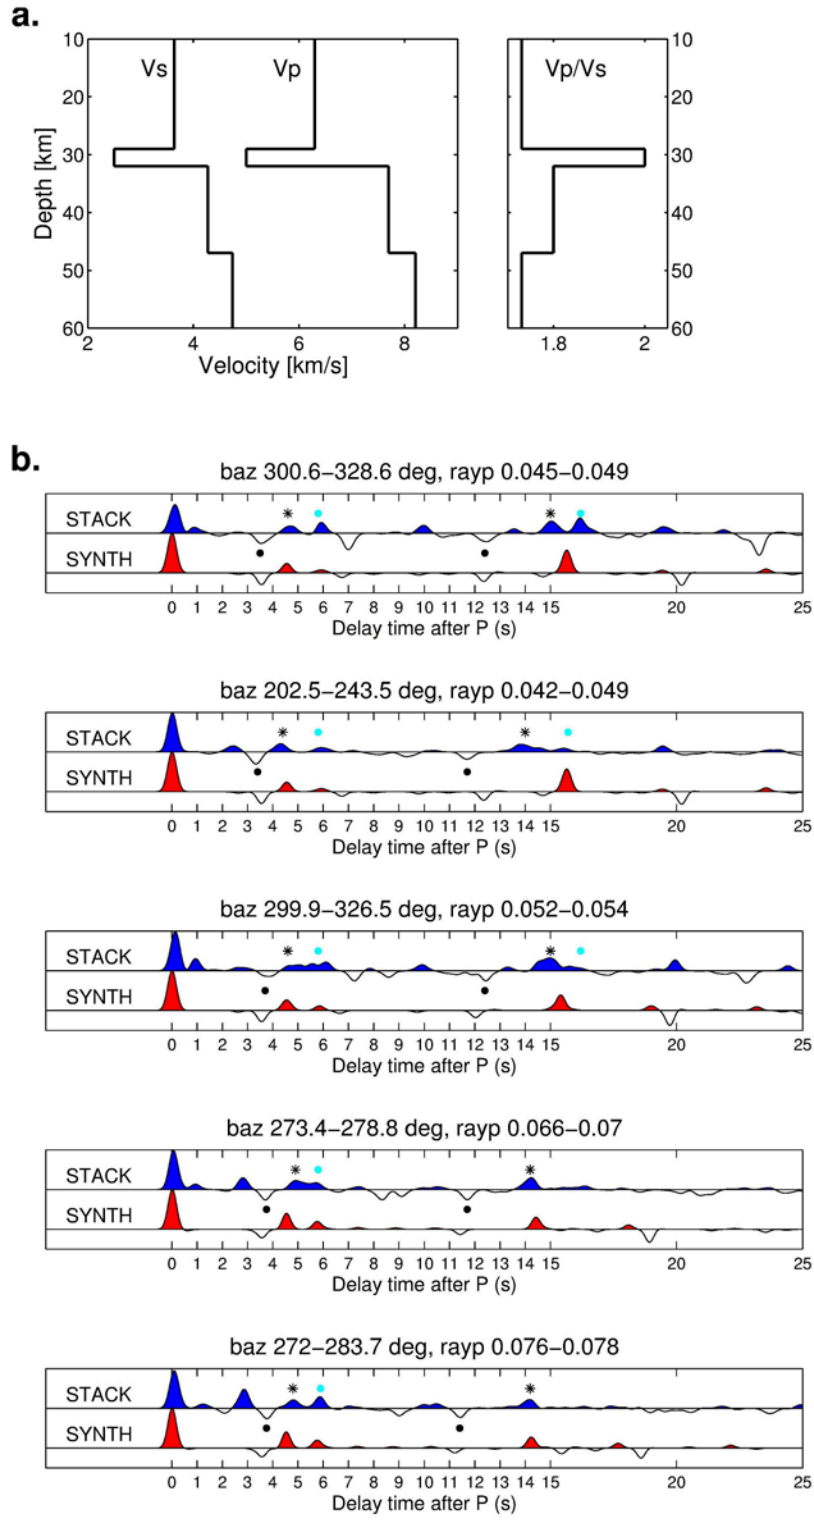 a.
10 10
Vs Vp Vp/Vs
20 20
30 30
Depth [km]
40 40
50 50
60 60
2 4 6 8 1.8 2
Velocity [km/s]
b.
baz 300.6−328.6 deg, rayp 0.045−0.049
STACK
SYNTH
0 1 2 3 4 5 6 7 8 9 10 11 12 13 14 15 20 25
Delay time after P (s)
baz 202.5−243.5 deg, rayp 0.042−0.049
STACK
SYNTH
0 1 2 3 4 5 6 7 8 9 10 11 12 13 14 15 20 25
Delay time after P (s)
baz 299.9−326.5 deg, rayp 0.052−0.054
STACK
SYNTH
0 1 2 3 4 5 6 7 8 9 10 11 12 13 14 15 20 25
Delay time after P (s)
baz 273.4−278.8 deg, rayp 0.066−0.07
STACK
SYNTH
0 1 2 3 4 5 6 7 8 9 10 11 12 13 14 15 20 25
Delay time after P (s)
baz 272−283.7 deg, rayp 0.076−0.078
STACK
SYNTH
0 1 2 3 4 5 6 7 8 9 10 11 12 13 14 15 20 25
Delay time after P (s)